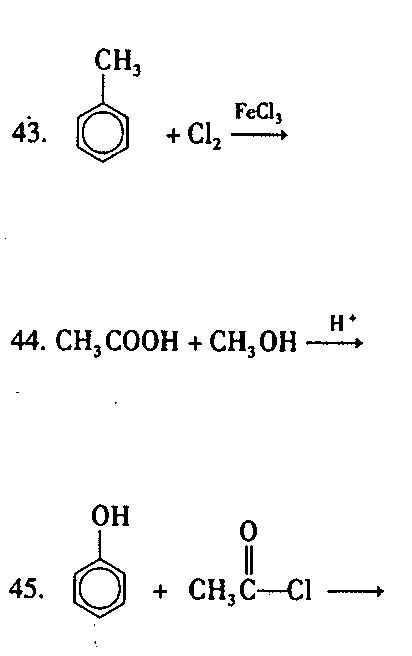 CH₃
43. + Cl₂ FeCl₃
44. CH₃COOH + CH₃OH H⁺
OH
O
45. + CH₃C—Cl